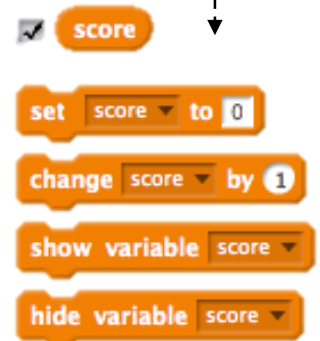 score
set score to 0
change score by 1
show variable score
hide variable score